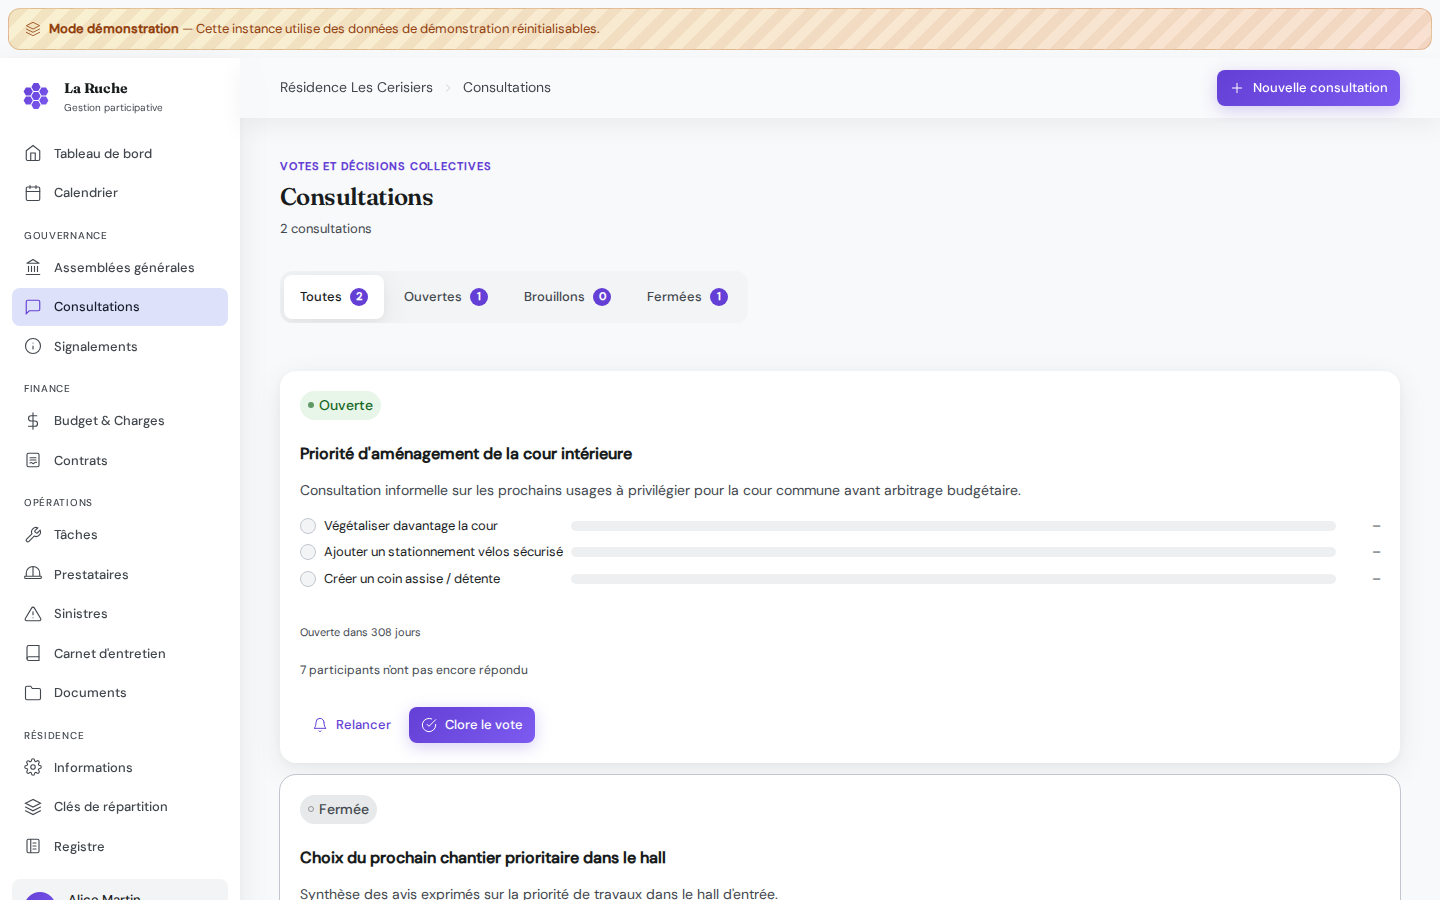 Mode démonstration — Cette instance utilise des données de démonstration réinitialisables.
La Ruche
Gestion participative
Tableau de bord
Calendrier
GOUVERNANCE
Assemblées générales
Consultations
Signalements
FINANCE
Budget & Charges
Contrats
OPÉRATIONS
Tâches
Prestataires
Sinistres
Carnet d'entretien
Documents
RÉSIDENCE
Informations
Clés de répartition
Registre
Alice Martin
Résidence Les Cerisiers › Consultations
Nouvelle consultation
VOTES ET DÉCISIONS COLLECTIVES
Consultations
2 consultations
Toutes 2 Ouvertes 1 Brouillons 0 Fermées 1
Ouverte
Priorité d'aménagement de la cour intérieure
Consultation informelle sur les prochains usages à privilégier pour la cour commune avant arbitrage budgétaire.
Végétaliser davantage la cour –
Ajouter un stationnement vélos sécurisé –
Créer un coin assise / détente –
Ouverte dans 308 jours
7 participants n'ont pas encore répondu
Relancer Clore le vote
Fermée
Choix du prochain chantier prioritaire dans le hall
Synthèse des avis exprimés sur la priorité de travaux dans le hall d'entrée.